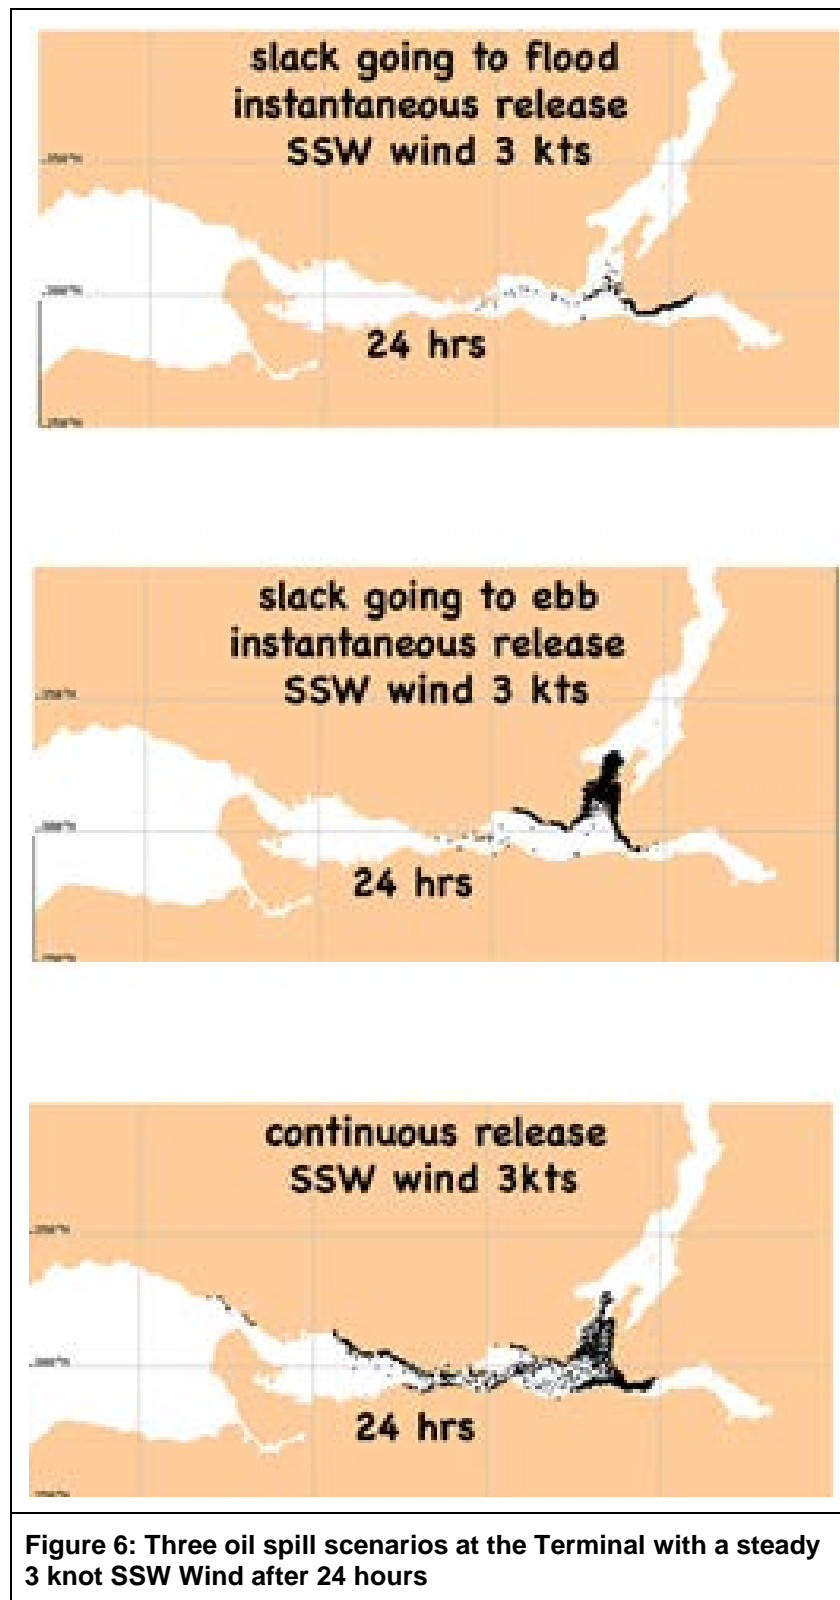 slack going to flood
instantaneous release
SSW wind 3 kts
24 hrs
slack going to ebb
instantaneous release
SSW wind 3 kts
24 hrs
continuous release
SSW wind 3kts
24 hrs
Figure 6: Three oil spill scenarios at the Terminal with a steady
3 knot SSW Wind after 24 hours